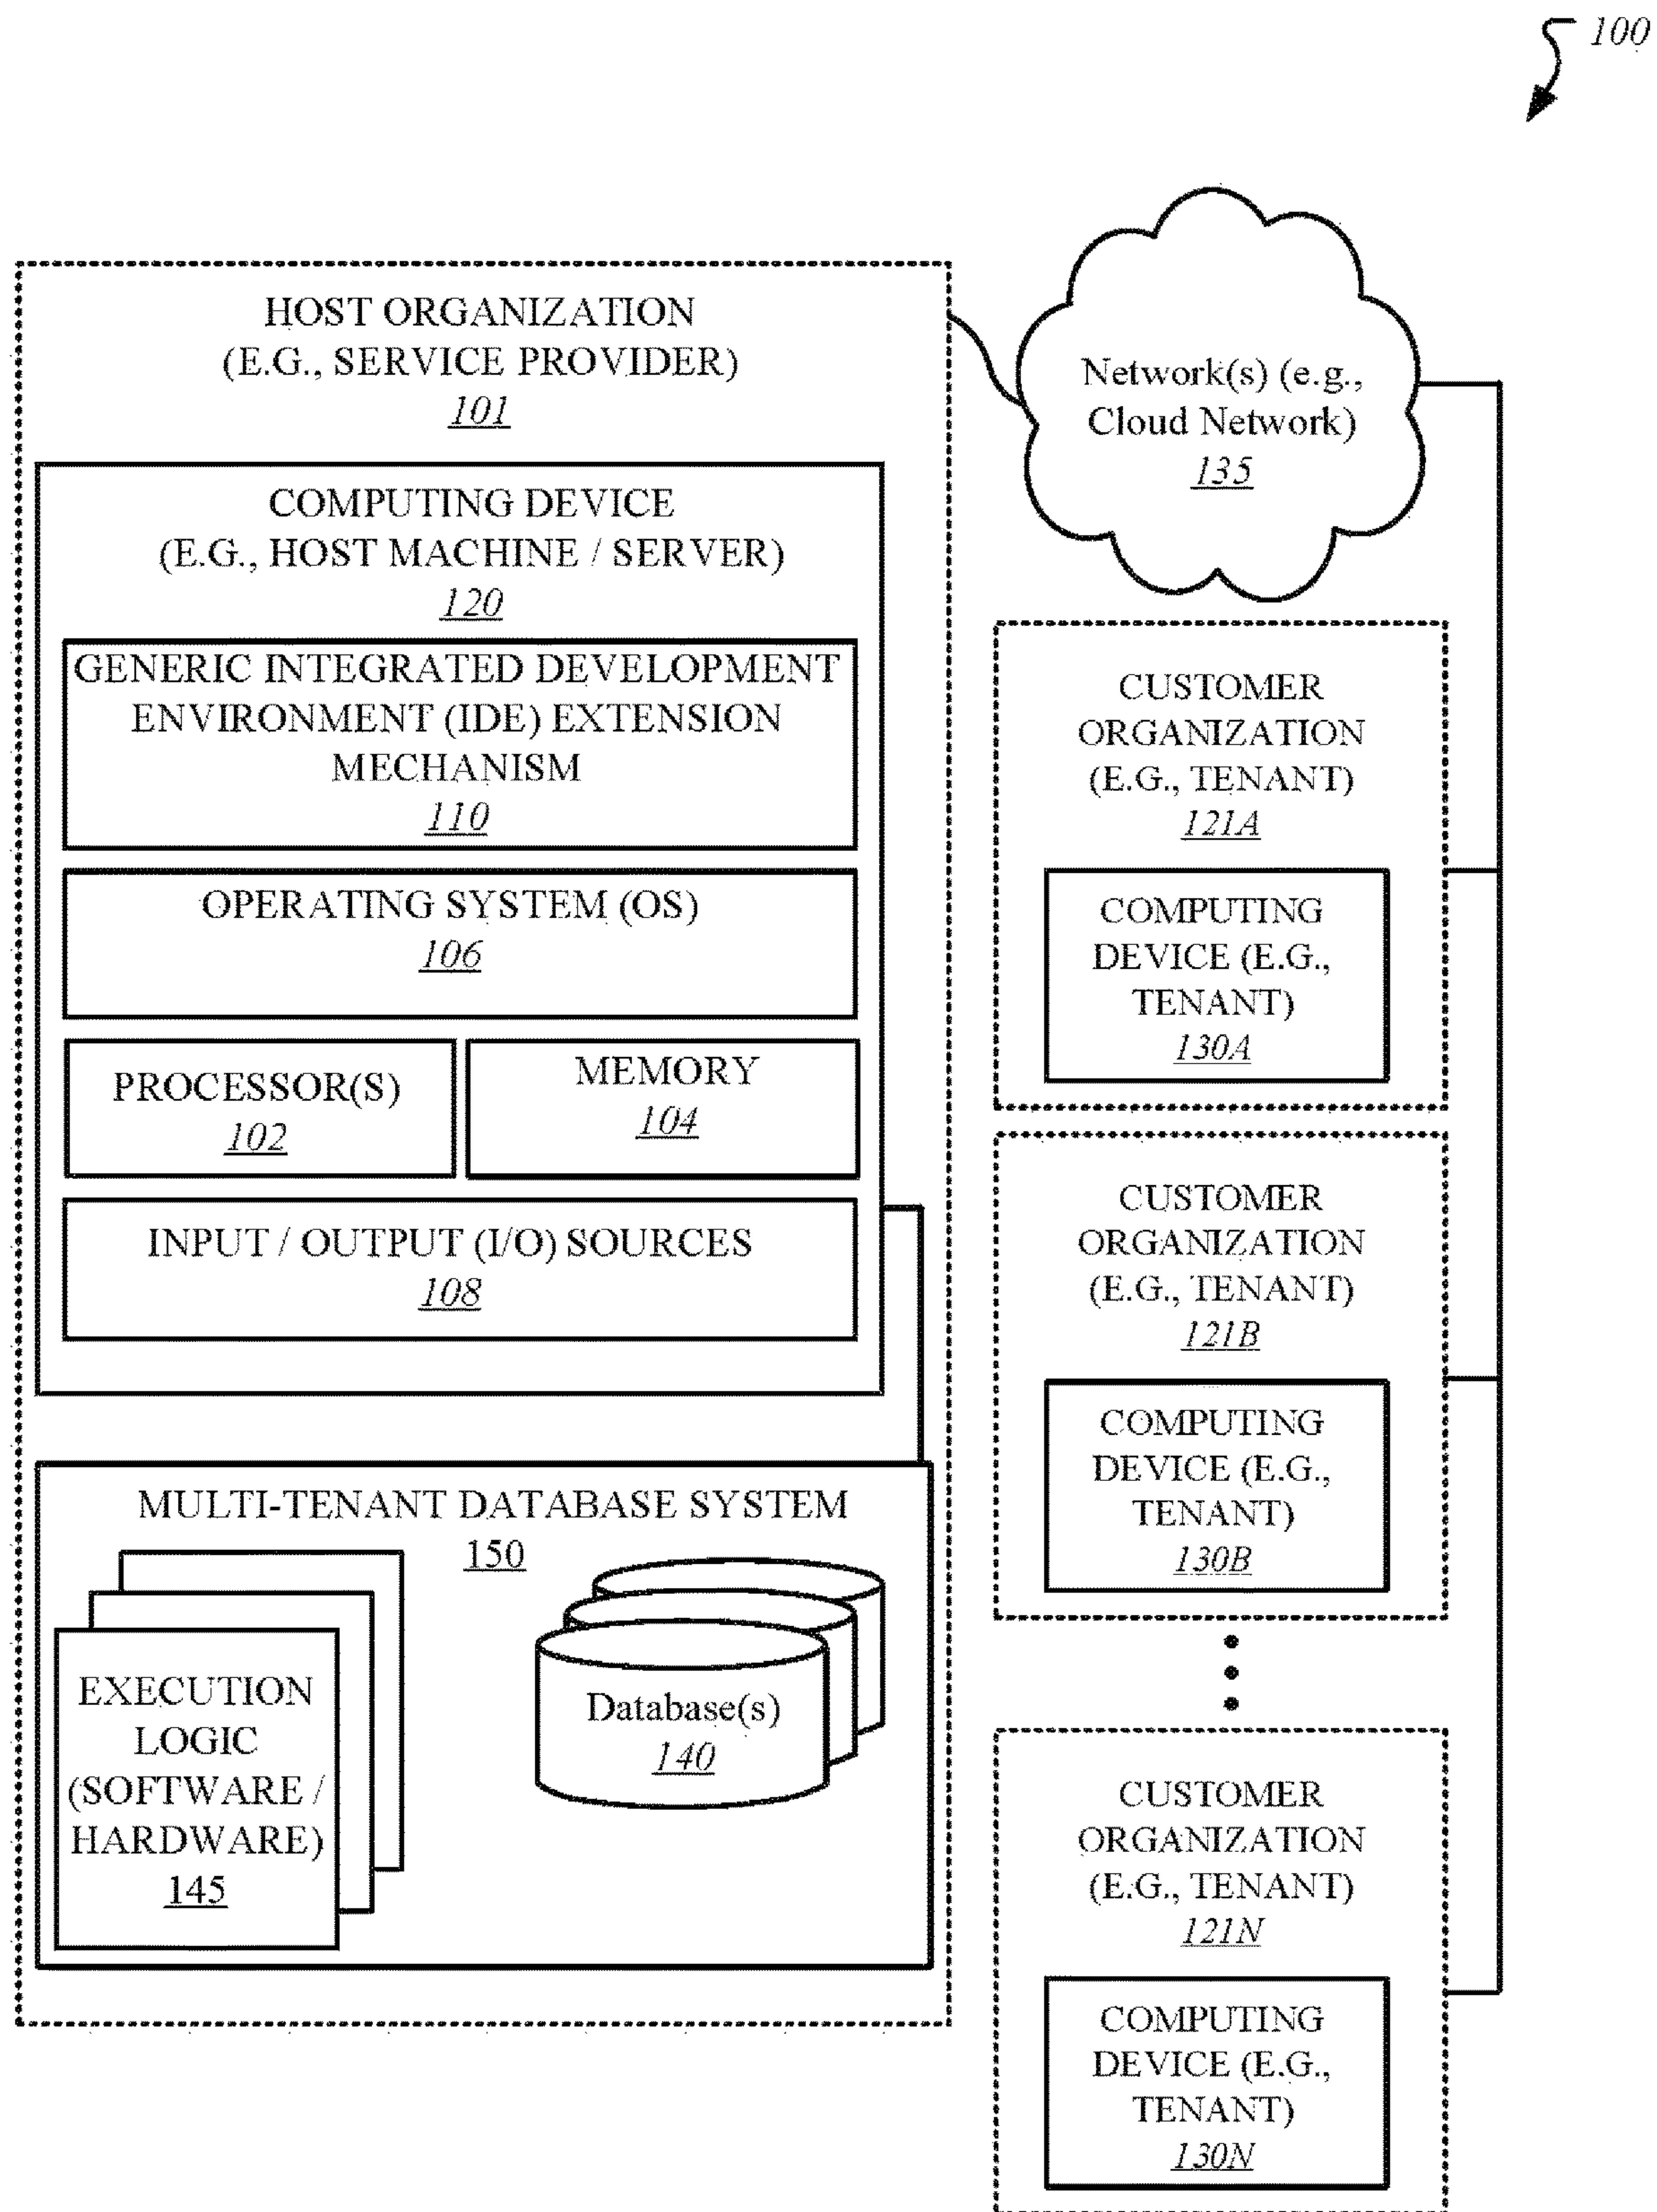 100
HOST ORGANIZATION
(E.G., SERVICE PROVIDER)
101
COMPUTING DEVICE
(E.G., HOST MACHINE / SERVER)
120
GENERIC INTEGRATED DEVELOPMENT
ENVIRONMENT (IDE) EXTENSION
MECHANISM
110
OPERATING SYSTEM (OS)
106
PROCESSOR(S)
102
MEMORY
104
INPUT / OUTPUT (I/O) SOURCES
108
MULTI-TENANT DATABASE SYSTEM
150
EXECUTION
LOGIC
(SOFTWARE /
HARDWARE)
145
Database(s)
140
Network(s) (e.g.,
Cloud Network)
135
CUSTOMER
ORGANIZATION
(E.G., TENANT)
121A
COMPUTING
DEVICE (E.G.,
TENANT)
130A
CUSTOMER
ORGANIZATION
(E.G., TENANT)
121B
COMPUTING
DEVICE (E.G.,
TENANT)
130B
CUSTOMER
ORGANIZATION
(E.G., TENANT)
121N
COMPUTING
DEVICE (E.G.,
TENANT)
130N